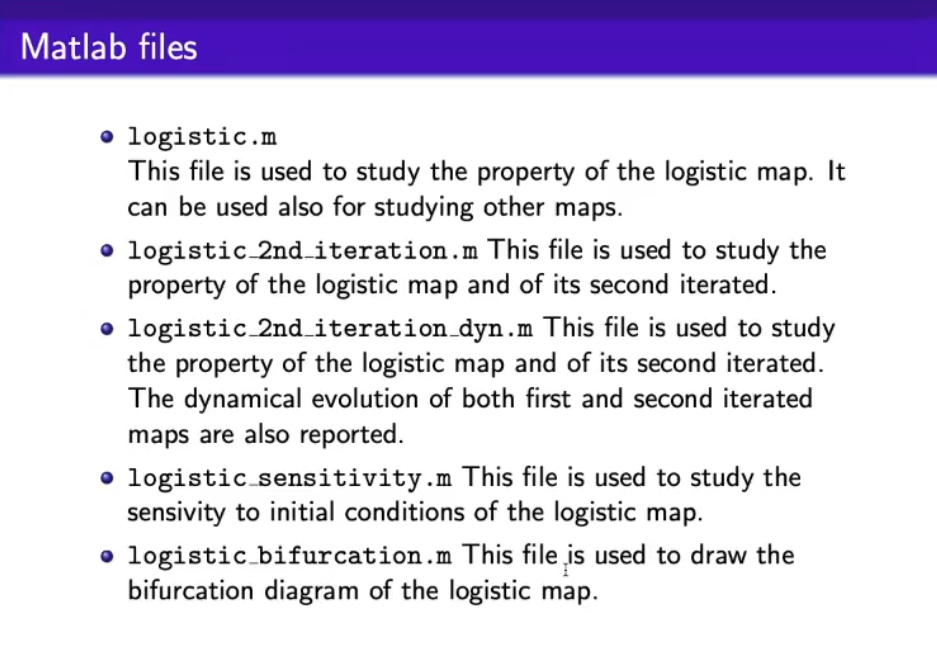 Matlab files
logistic.m
This file is used to study the property of the logistic map. It
can be used also for studying other maps.
logistic_2nd_iteration.m This file is used to study the
property of the logistic map and of its second iterated.
logistic_2nd_iteration_dyn.m This file is used to study
the property of the logistic map and of its second iterated.
The dynamical evolution of both first and second iterated
maps are also reported.
logistic_sensitivity.m This file is used to study the
sensivity to initial conditions of the logistic map.
logistic_bifurcation.m This file is used to draw the
bifurcation diagram of the logistic map.